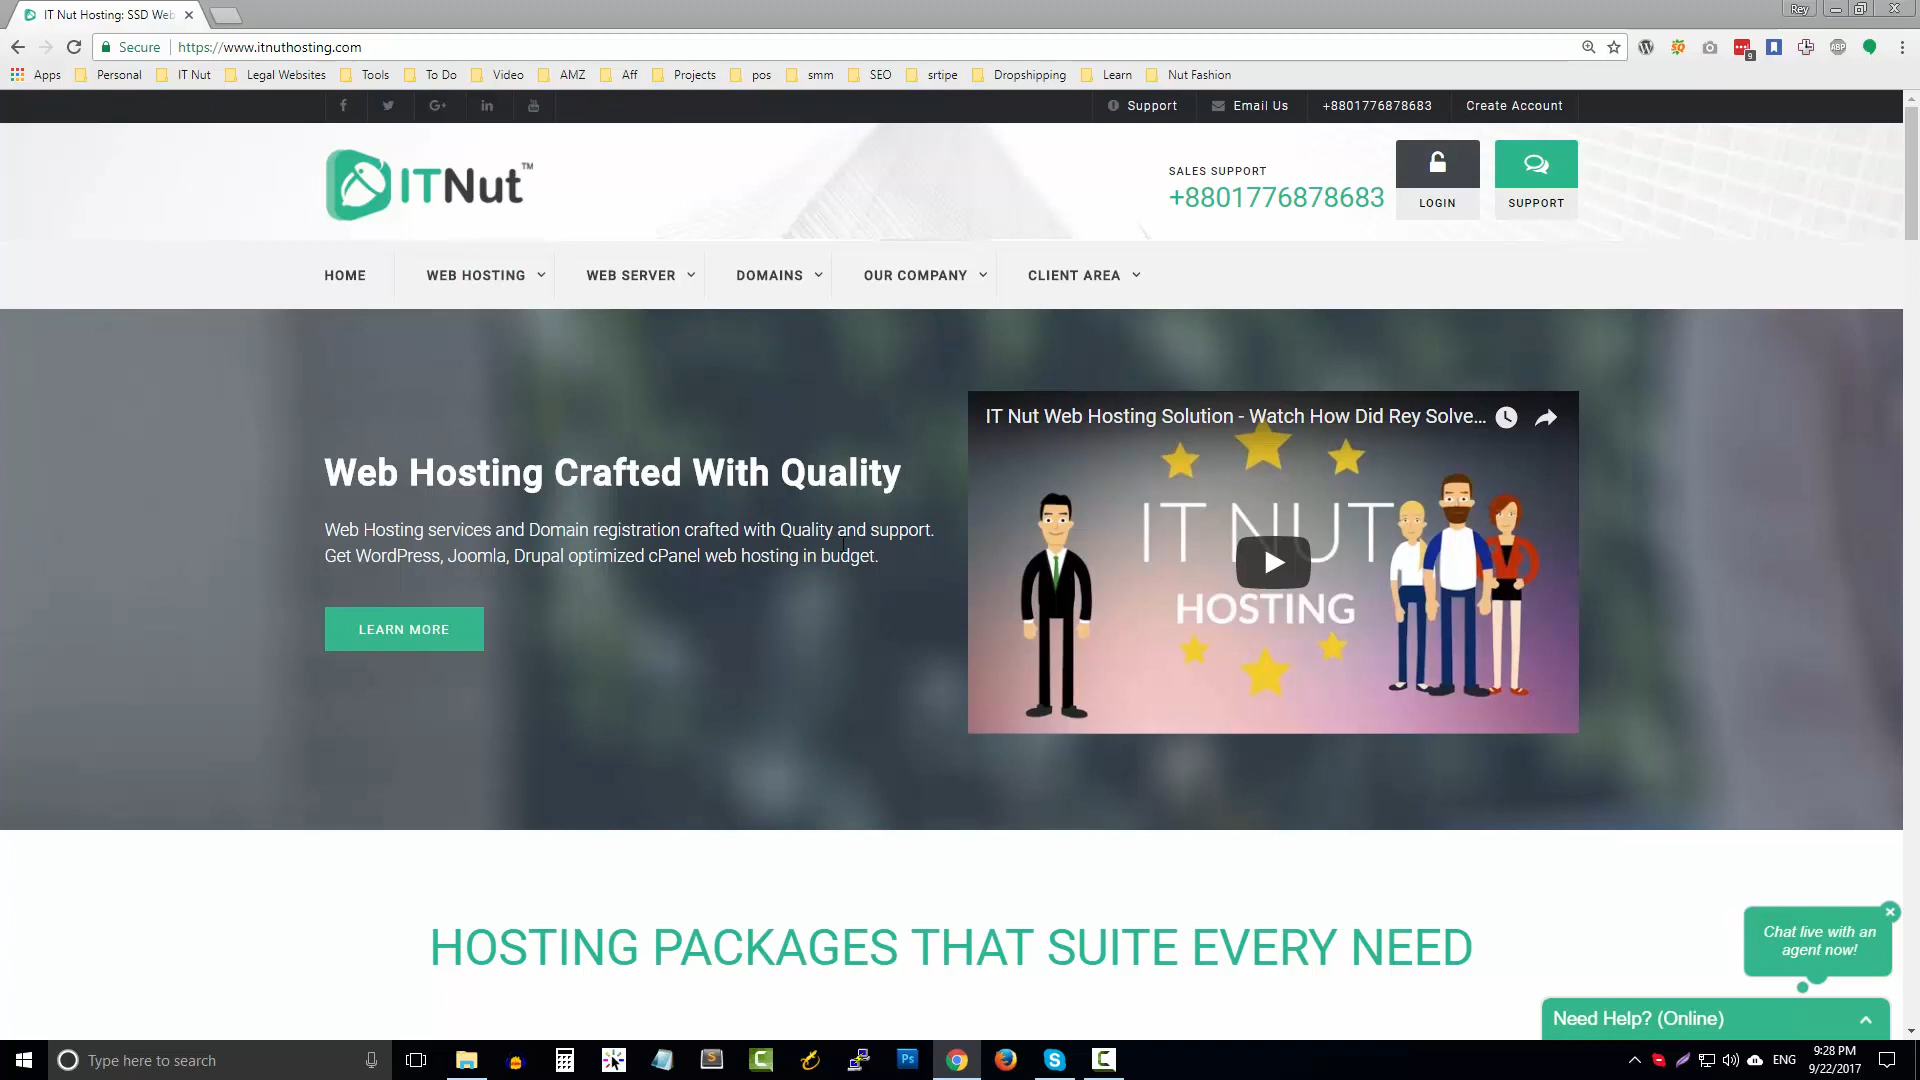 IT Nut Hosting: SSD Web
Rey
Secure
https://www.itnuthosting.com
Apps
Personal
IT Nut
Legal Websites
Tools
To Do
Video
AMZ
Aff
Projects
pos
smm
SEO
srtipe
Dropshipping
Learn
Nut Fashion
Support
Email Us
+8801776878683
Create Account
ITNut™
SALES SUPPORT
+8801776878683
LOGIN
SUPPORT
HOME
WEB HOSTING
WEB SERVER
DOMAINS
OUR COMPANY
CLIENT AREA
IT Nut Web Hosting Solution - Watch How Did Rey Solve...
IT NUT
HOSTING
Web Hosting Crafted With Quality
Web Hosting services and Domain registration crafted with Quality and support.
Get WordPress, Joomla, Drupal optimized cPanel web hosting in budget.
LEARN MORE
HOSTING PACKAGES THAT SUITE EVERY NEED
Chat live with an
agent now!
Need Help? (Online)
Type here to search
ENG
9:28 PM
9/22/2017